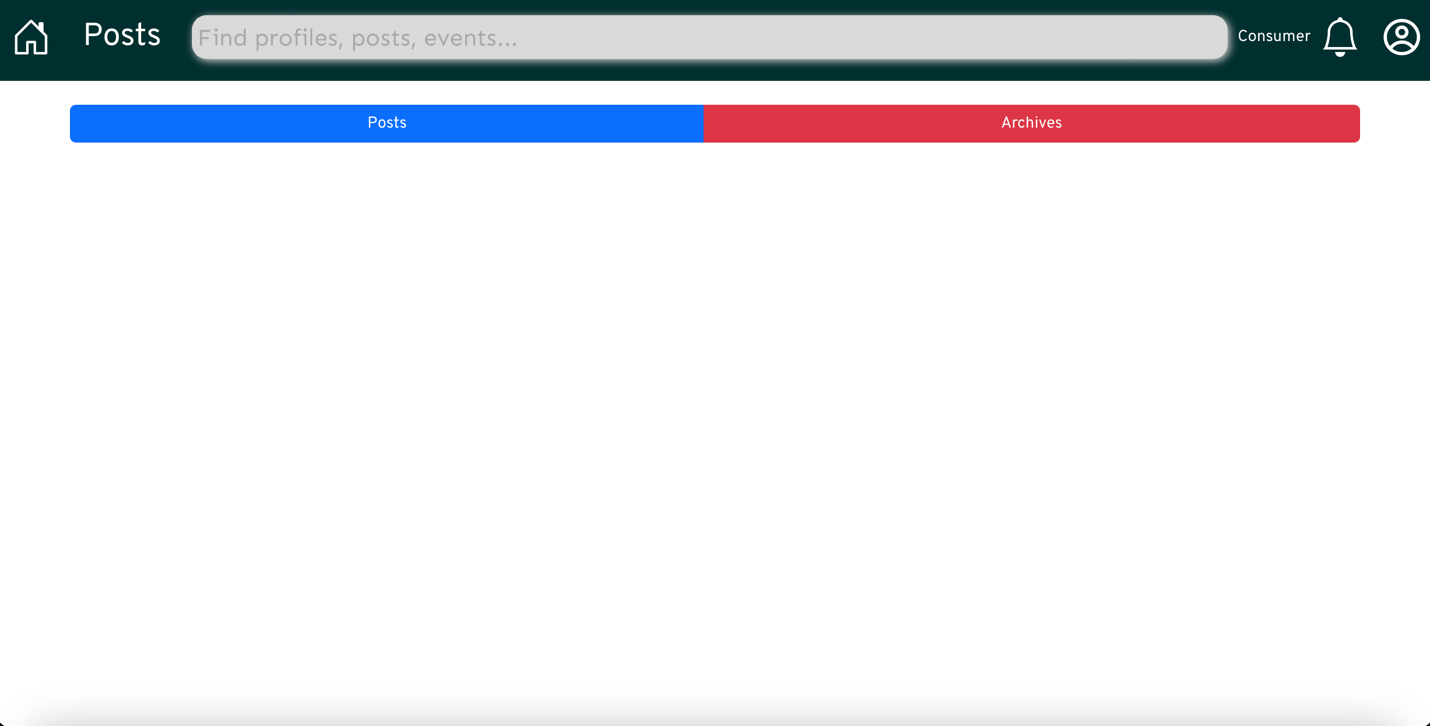 Posts
Find profiles, posts, events...
Consumer
Posts
Archives